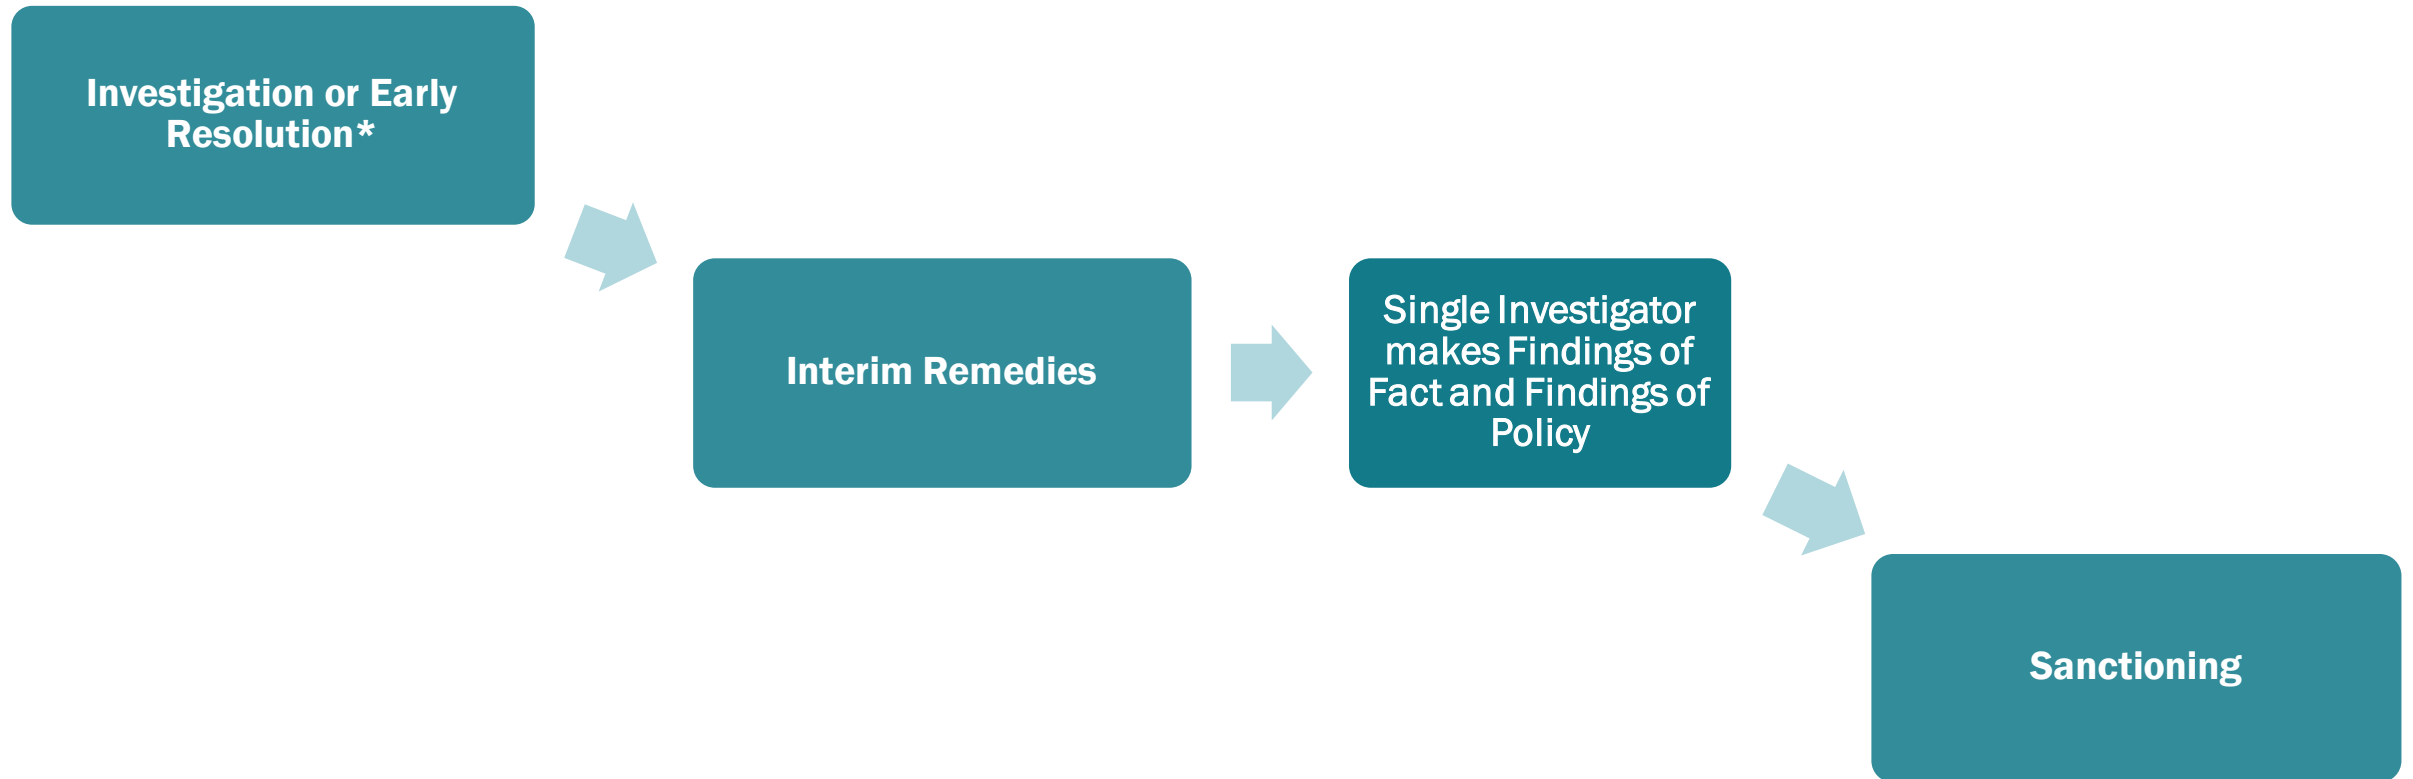 Investigation or Early
Resolution*
Interim Remedies
Single Investigator
makes Findings of
Fact and Findings of
Policy
Sanctioning